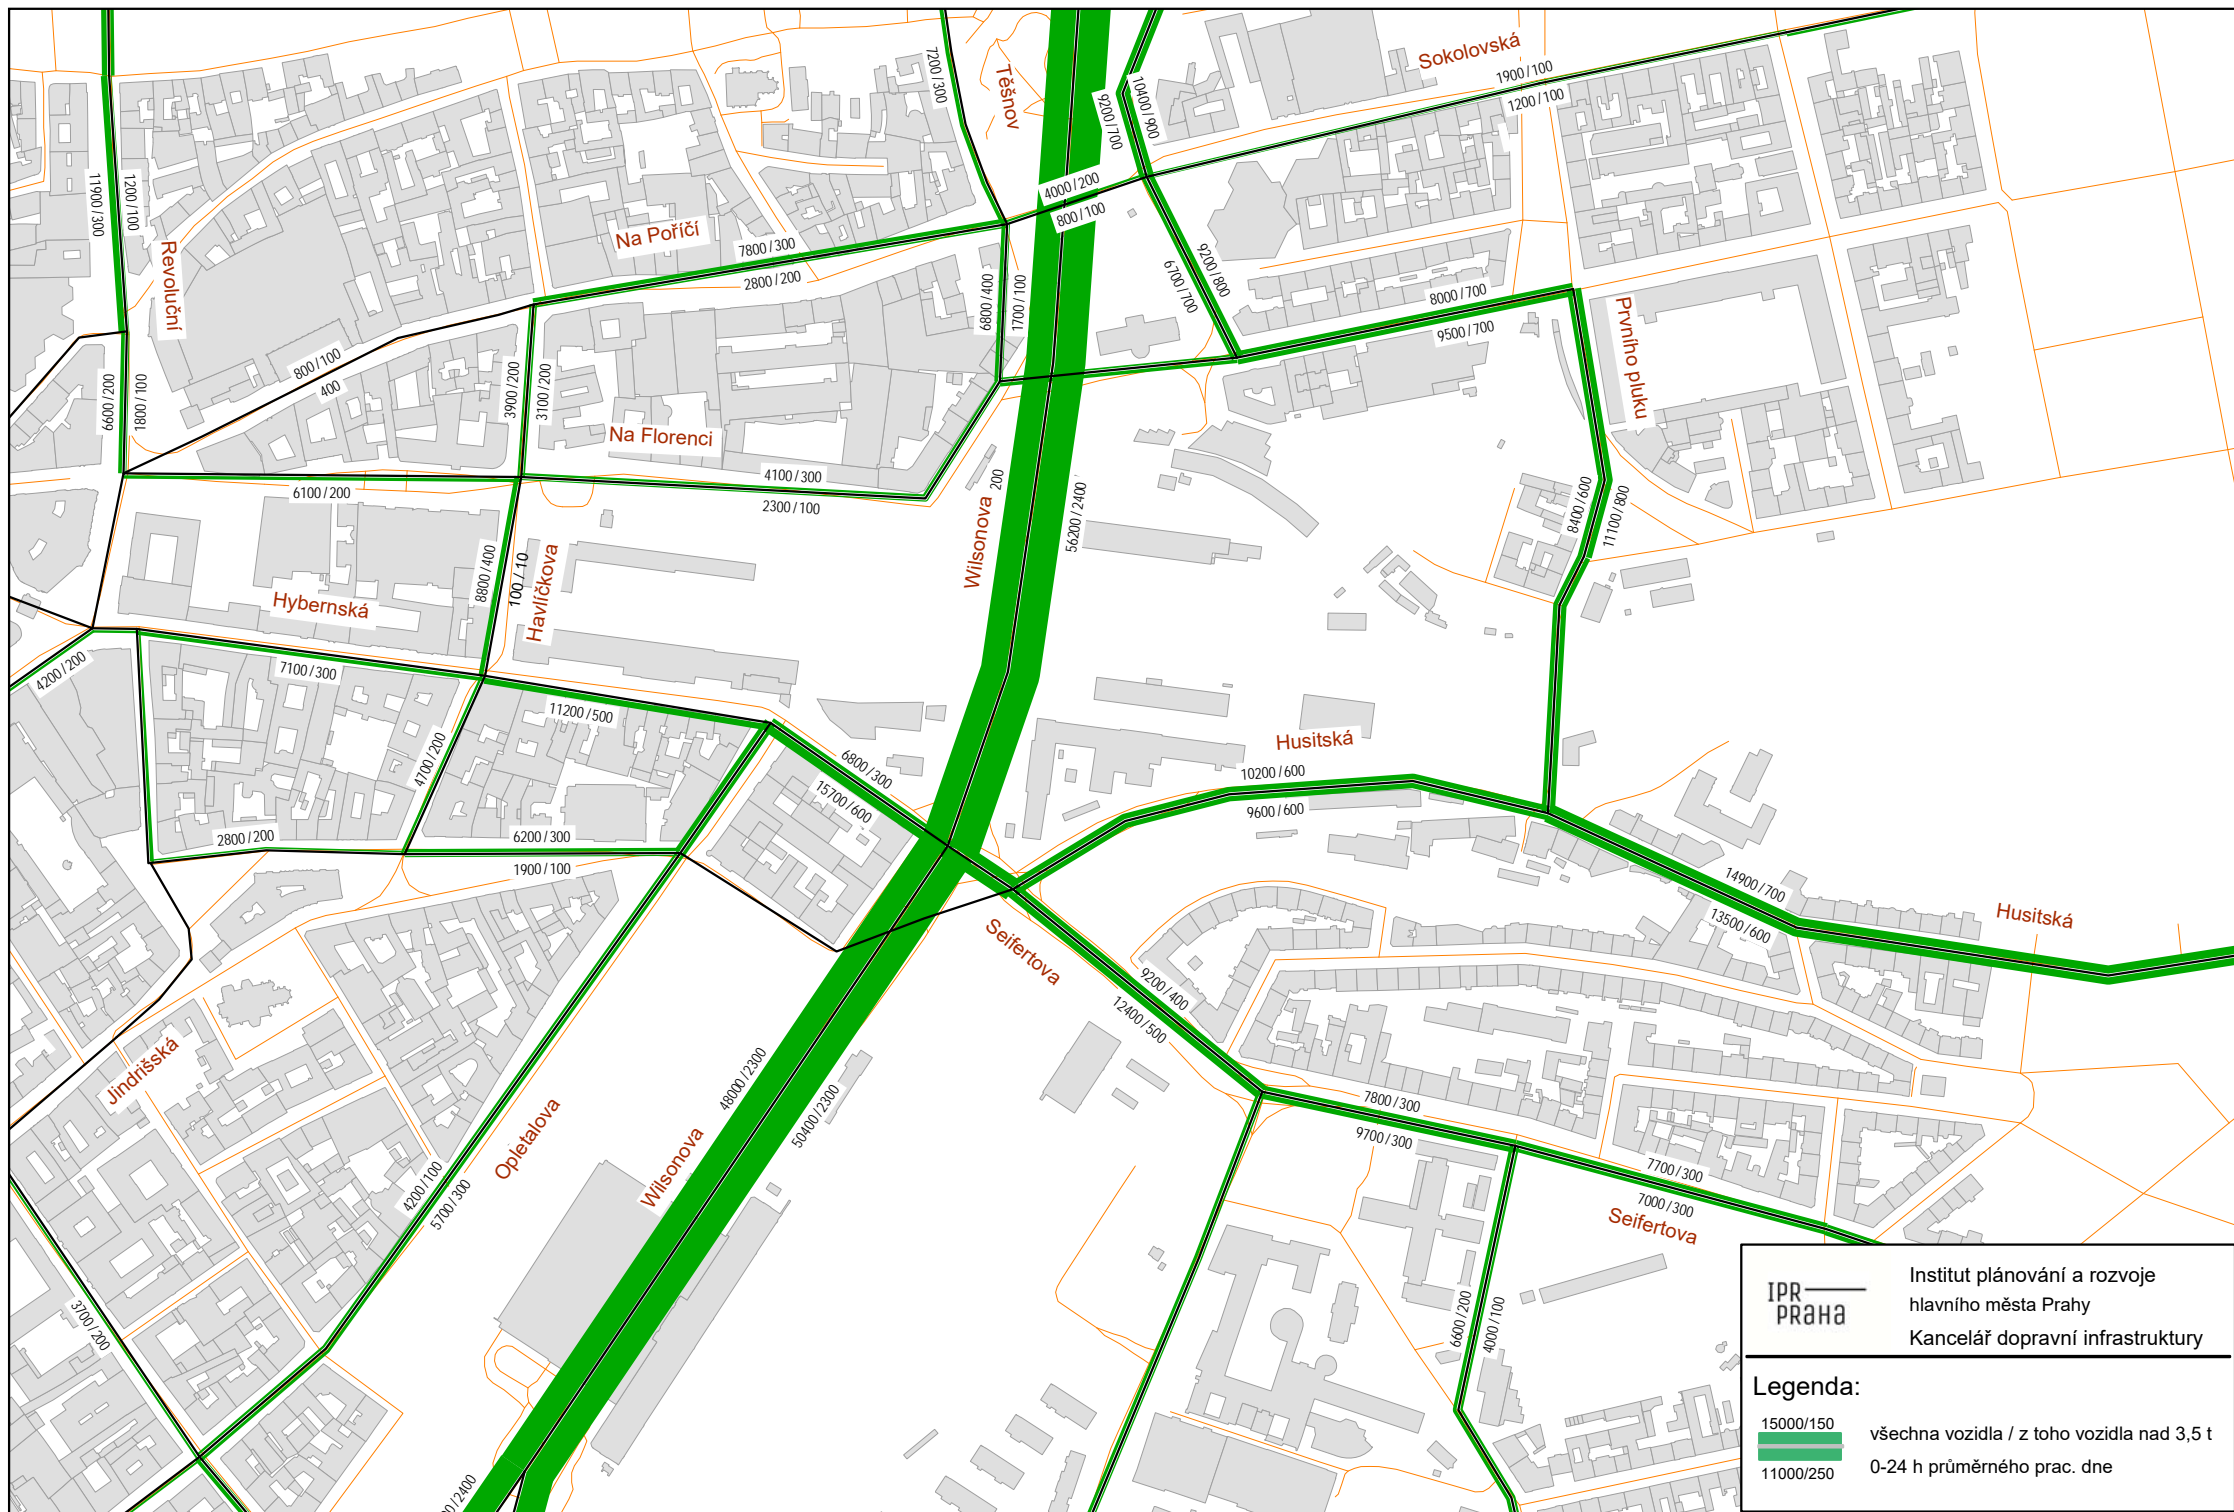 Sokolovská
1900/100
1200/100
7200/300
Těšnov
10400/900
9200/700
11900/300
1200/100
Revoluční
4000/200
800/100
Na Poříčí
7800/300
2800/200
9200/800
6700/700
6800/400
1700/100
8000/700
9500/700
Prvního pluku
800/100
400
6600/200
1800/100
3900/200
3100/200
Na Florenci
4100/300
2300/100
6100/200
Wilsonova
200
56200/2400
8400/600
11100/800
8800/400
100/10
Havlíčkova
Hybernská
4200/200
7100/300
11200/500
4700/200
6800/300
15700/600
Husitská
10200/600
9600/600
2800/200
6200/300
1900/100
14900/700
13500/600
Husitská
Seifertova
9200/400
12400/500
Jindrišská
48000/2300
50400/2300
Opletalova
Wilsonova
4200/100
5700/300
7800/300
9700/300
7700/300
7000/300
Seifertova
3700/200
6600/200
4000/100
IPR
PRAHA
Institut plánování a rozvoje
hlavního města Prahy
Kancelář dopravní infrastruktury
Legenda:
15000/150
11000/250
všechna vozidla / z toho vozidla nad 3,5 t
0-24 h průměrného prac. dne